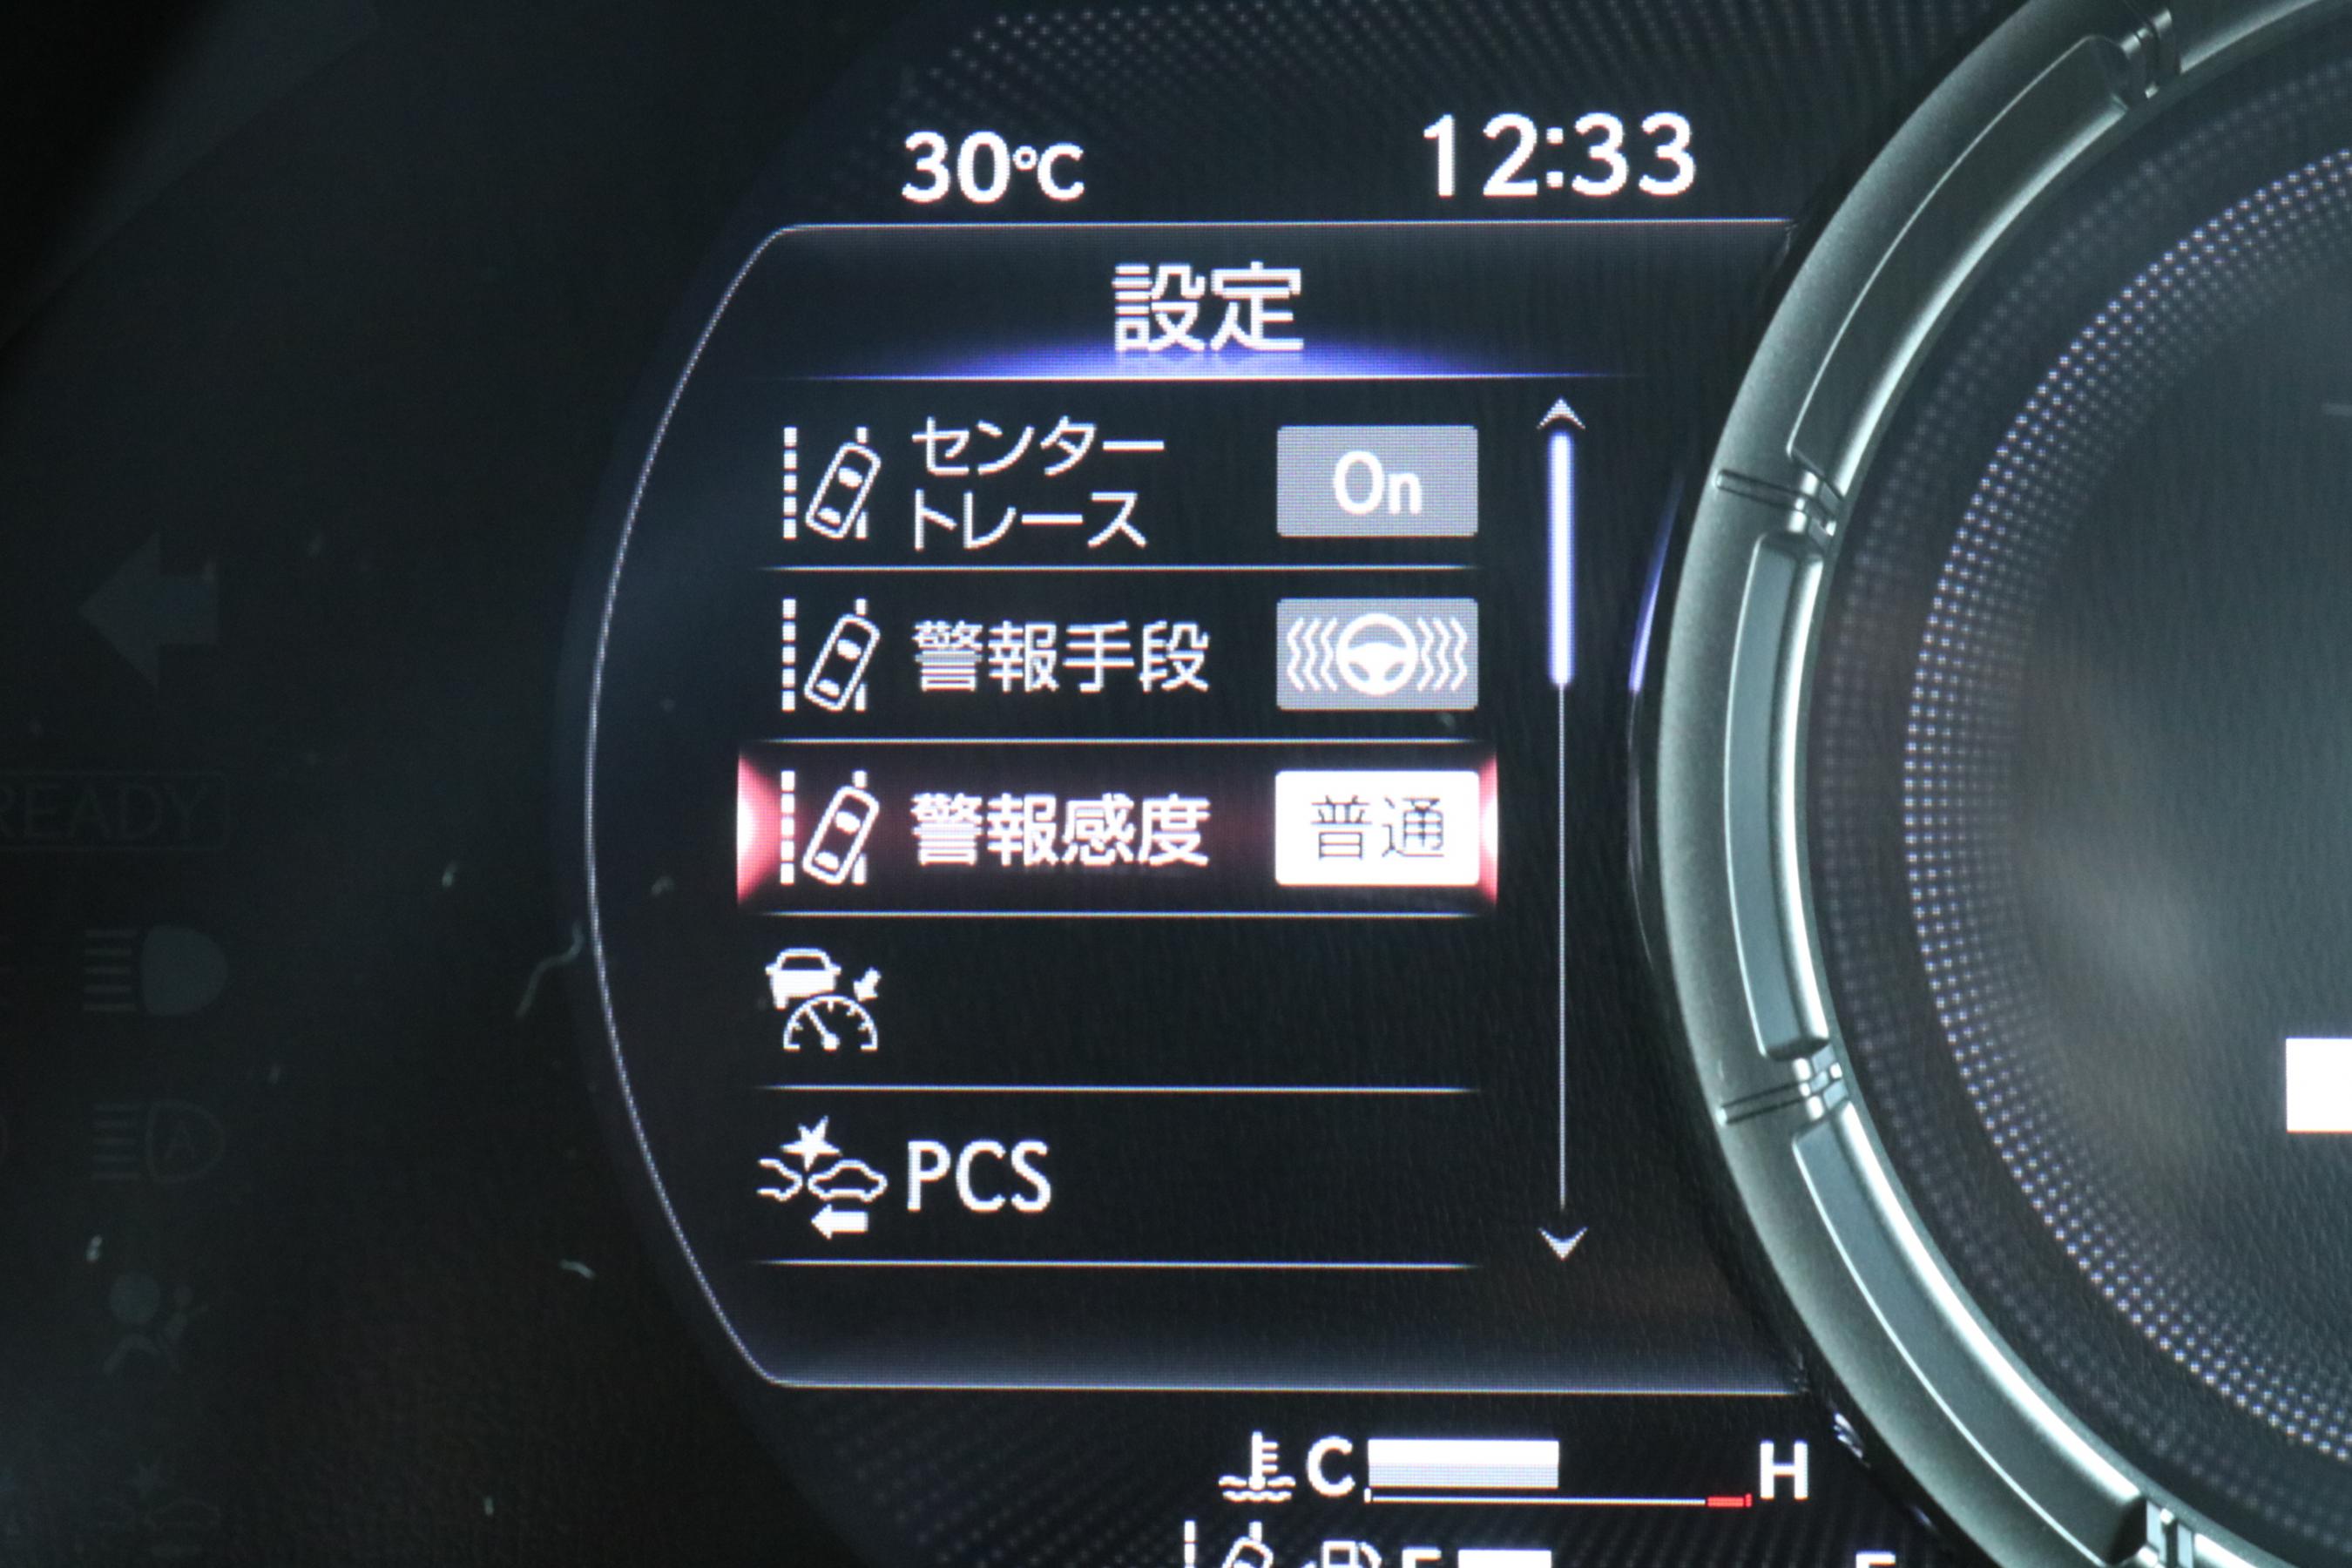 30℃ 12:33
設定
センター
トレース
On
警報手段
警報感度 普通
PCS
READY
C H